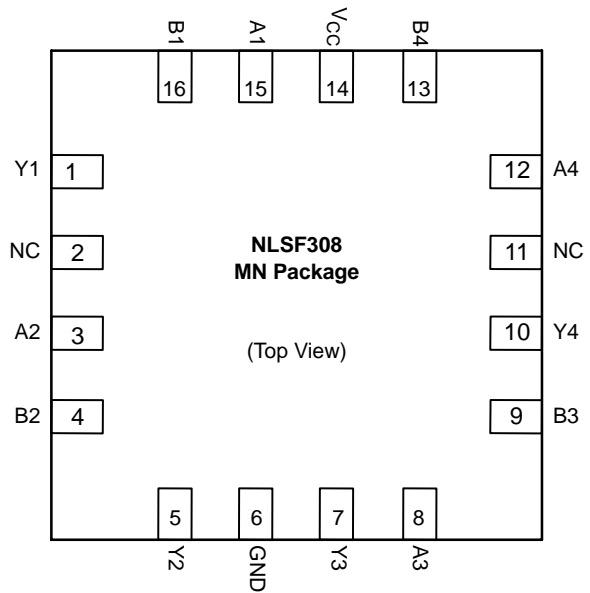 B1 A1 VCC B4
16 15 14 13
Y1 1 12 A4
NC 2 11 NC
NLSF308
MN Package
A2 3 10 Y4
(Top View)
B2 4 9 B3
5 6 7 8
Y2 GND Y3 A3